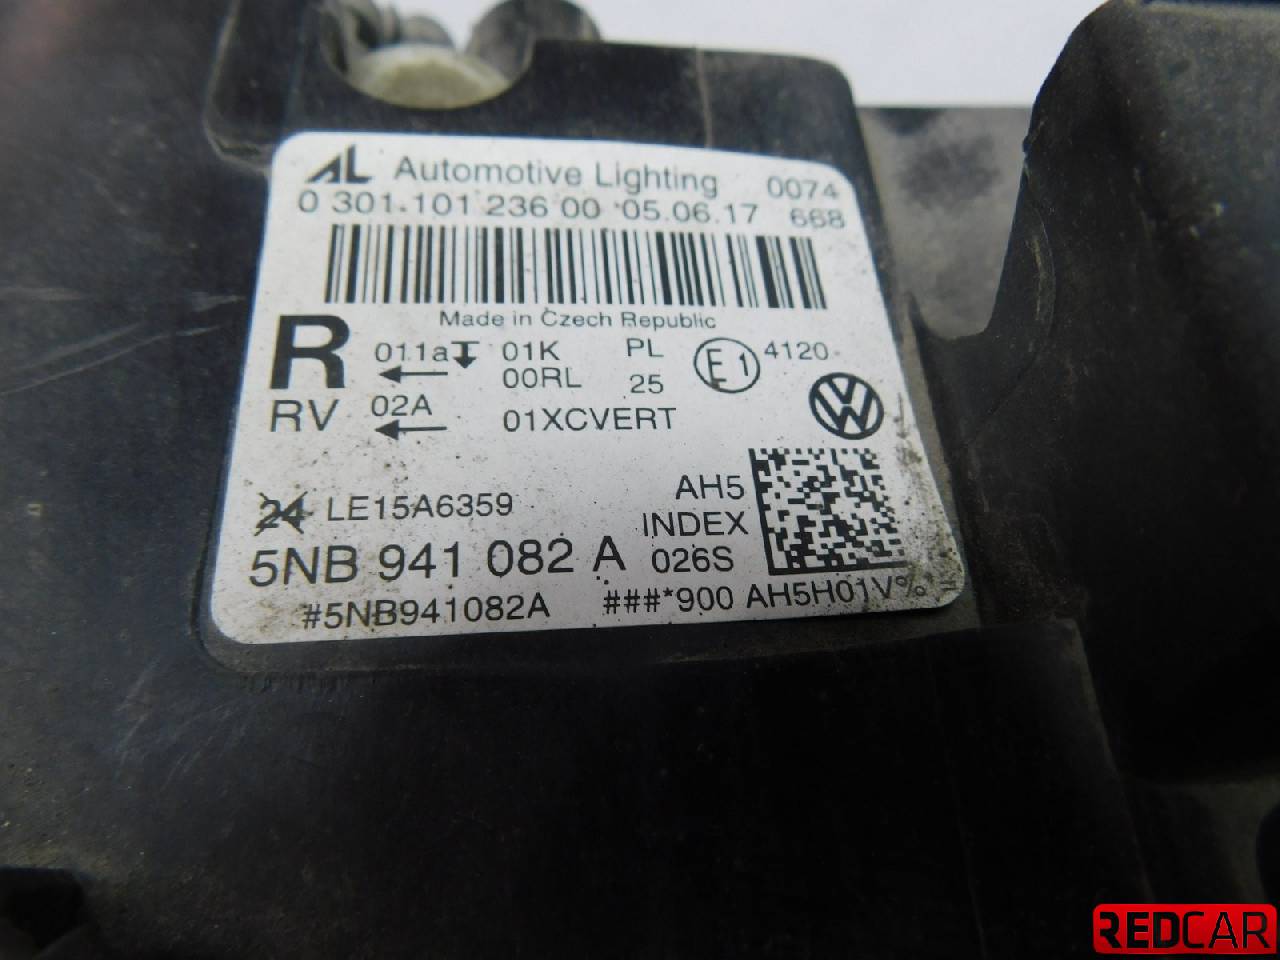 AL Automotive Lighting 0074
0 301.101 236 00 05.06.17 668
Made in Czech Republic
R 011a 01K PL E1 4120
00RL 25
RV 02A 01XCVERT
24 LE15A6359 AH5
INDEX
5NB 941 082 A 026S
#5NB941082A ###*900 AH5H01V%
REDCAR